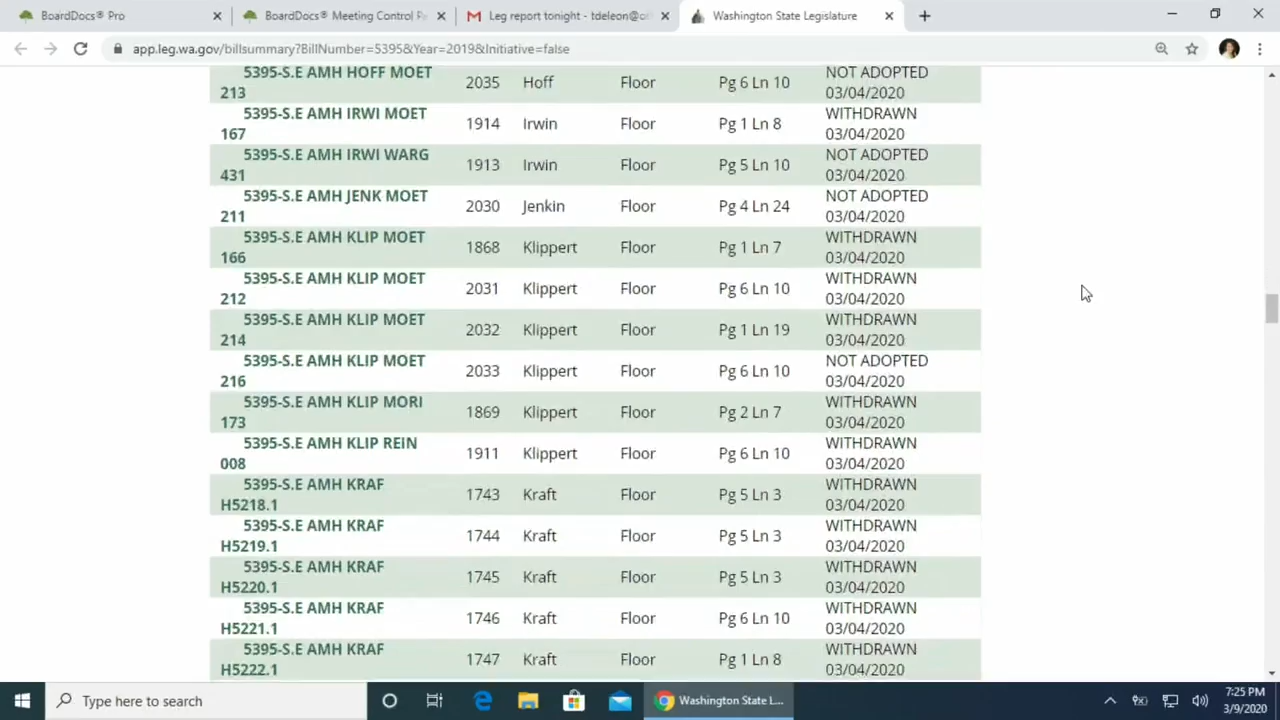 BoardDocs® Pro
BoardDocs® Meeting Control P
Leg report tonight - tdeleon@o
Washington State Legislature
app.leg.wa.gov/billsummary?BillNumber=5395&Year=2019&Initiative=false
5395-S.E AMH HOFF MOET 213 2035 Hoff Floor Pg 6 Ln 10 NOT ADOPTED 03/04/2020
5395-S.E AMH IRWI MOET 167 1914 Irwin Floor Pg 1 Ln 8 WITHDRAWN 03/04/2020
5395-S.E AMH IRWI WARG 431 1913 Irwin Floor Pg 5 Ln 10 NOT ADOPTED 03/04/2020
5395-S.E AMH JENK MOET 211 2030 Jenkin Floor Pg 4 Ln 24 NOT ADOPTED 03/04/2020
5395-S.E AMH KLIP MOET 166 1868 Klippert Floor Pg 1 Ln 7 WITHDRAWN 03/04/2020
5395-S.E AMH KLIP MOET 212 2031 Klippert Floor Pg 6 Ln 10 WITHDRAWN 03/04/2020
5395-S.E AMH KLIP MOET 214 2032 Klippert Floor Pg 1 Ln 19 WITHDRAWN 03/04/2020
5395-S.E AMH KLIP MOET 216 2033 Klippert Floor Pg 6 Ln 10 NOT ADOPTED 03/04/2020
5395-S.E AMH KLIP MORI 173 1869 Klippert Floor Pg 2 Ln 7 WITHDRAWN 03/04/2020
5395-S.E AMH KLIP REIN 008 1911 Klippert Floor Pg 6 Ln 10 WITHDRAWN 03/04/2020
5395-S.E AMH KRAF H5218.1 1743 Kraft Floor Pg 5 Ln 3 WITHDRAWN 03/04/2020
5395-S.E AMH KRAF H5219.1 1744 Kraft Floor Pg 5 Ln 3 WITHDRAWN 03/04/2020
5395-S.E AMH KRAF H5220.1 1745 Kraft Floor Pg 5 Ln 3 WITHDRAWN 03/04/2020
5395-S.E AMH KRAF H5221.1 1746 Kraft Floor Pg 6 Ln 10 WITHDRAWN 03/04/2020
5395-S.E AMH KRAF H5222.1 1747 Kraft Floor Pg 1 Ln 8 WITHDRAWN 03/04/2020
Type here to search
Washington State L...
7:25 PM
3/9/2020